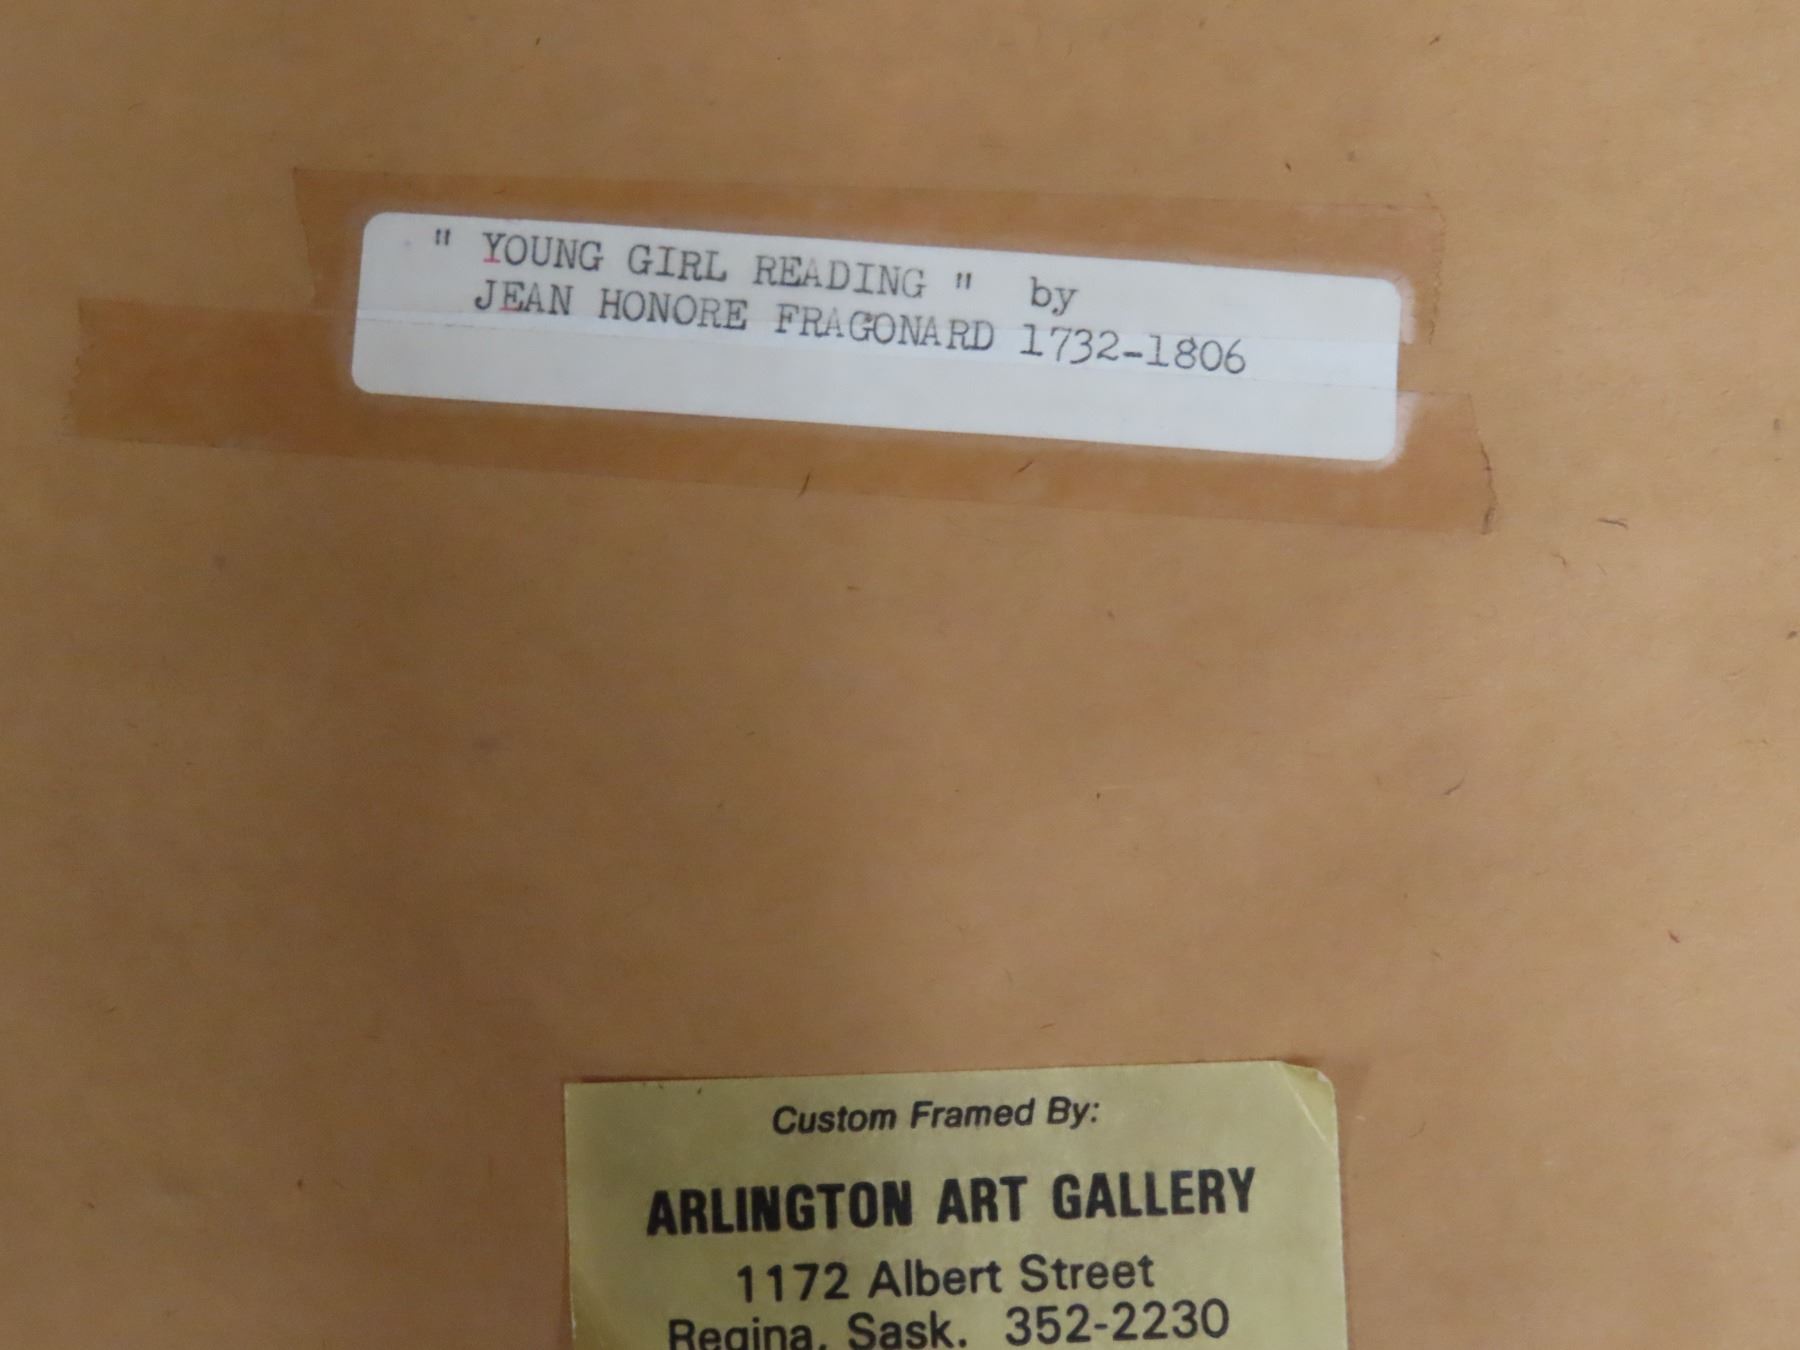 " YOUNG GIRL READING " by
JEAN HONORE FRAGONARD 1732-1806
Custom Framed By:
ARLINGTON ART GALLERY
1172 Albert Street
Regina, Sask. 352-2230